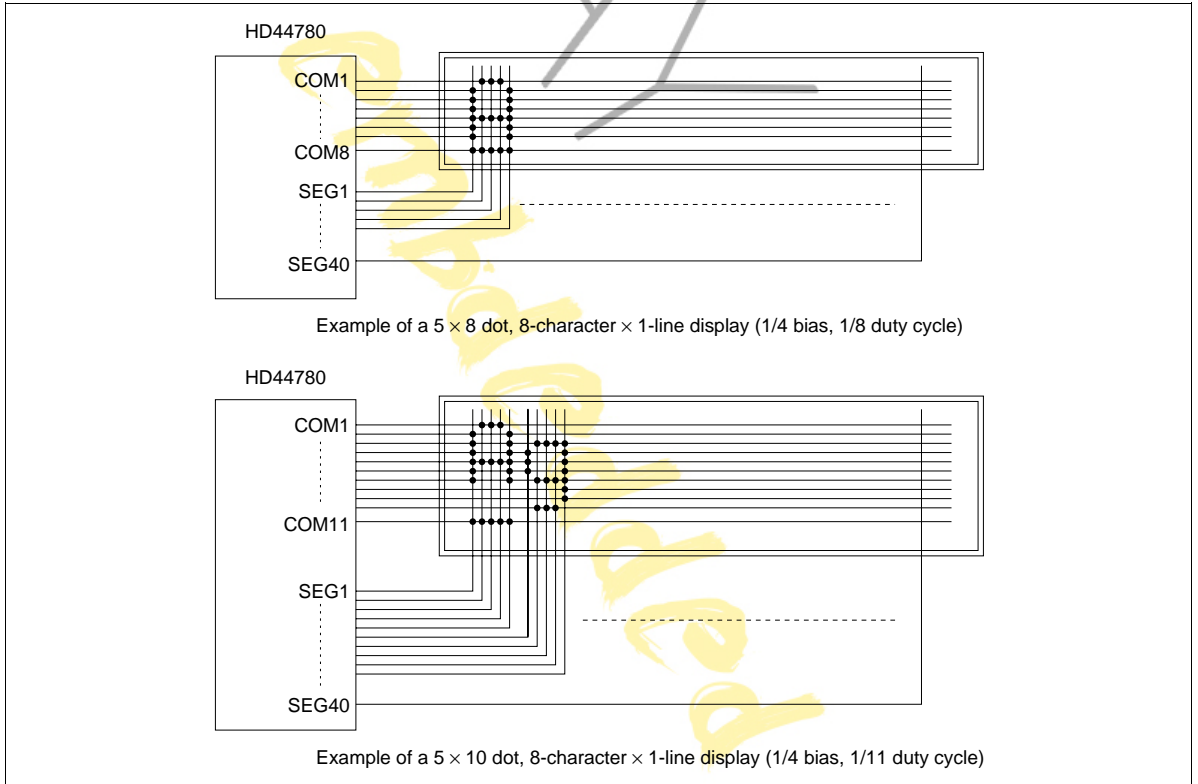 HD44780
COM1
COM8
SEG1
SEG40
Example of a 5 × 8 dot, 8-character × 1-line display (1/4 bias, 1/8 duty cycle)
HD44780
COM1
COM11
SEG1
SEG40
Example of a 5 × 10 dot, 8-character × 1-line display (1/4 bias, 1/11 duty cycle)
embedded